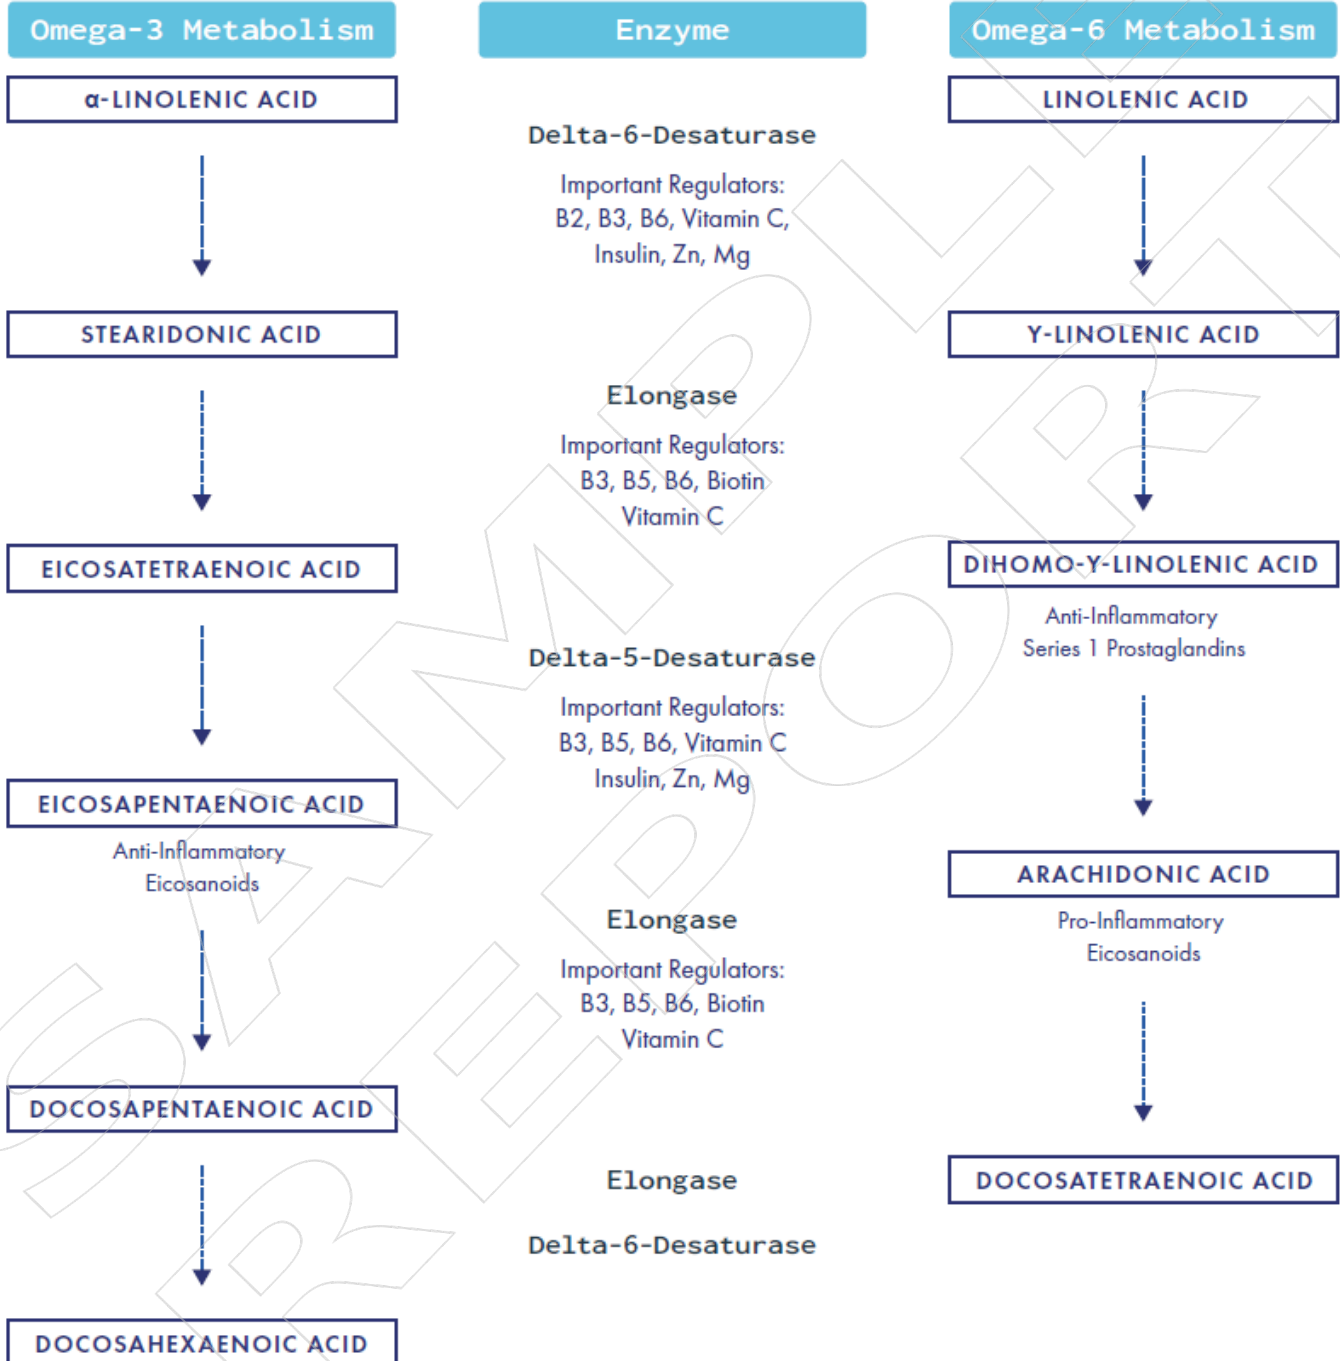 Omega-3 Metabolism
Enzyme
Omega-6 Metabolism
α-LINOLENIC ACID
LINOLENIC ACID
Delta-6-Desaturase
Important Regulators:
B2, B3, B6, Vitamin C,
Insulin, Zn, Mg
STEARIDONIC ACID
Y-LINOLENIC ACID
Elongase
Important Regulators:
B3, B5, B6, Biotin
Vitamin C
EICOSATETRAENOIC ACID
DIHOMO-Y-LINOLENIC ACID
Anti-Inflammatory
Series 1 Prostaglandins
Delta-5-Desaturase
Important Regulators:
B3, B5, B6, Vitamin C
Insulin, Zn, Mg
EICOSAPENTAENOIC ACID
Anti-Inflammatory
Eicosanoids
ARACHIDONIC ACID
Pro-Inflammatory
Eicosanoids
Elongase
Important Regulators:
B3, B5, B6, Biotin
Vitamin C
DOCOSAPENTAENOIC ACID
Elongase
Delta-6-Desaturase
DOCOSATETRAENOIC ACID
DOCOSAHEXAENOIC ACID
SAMPLE
REPORT